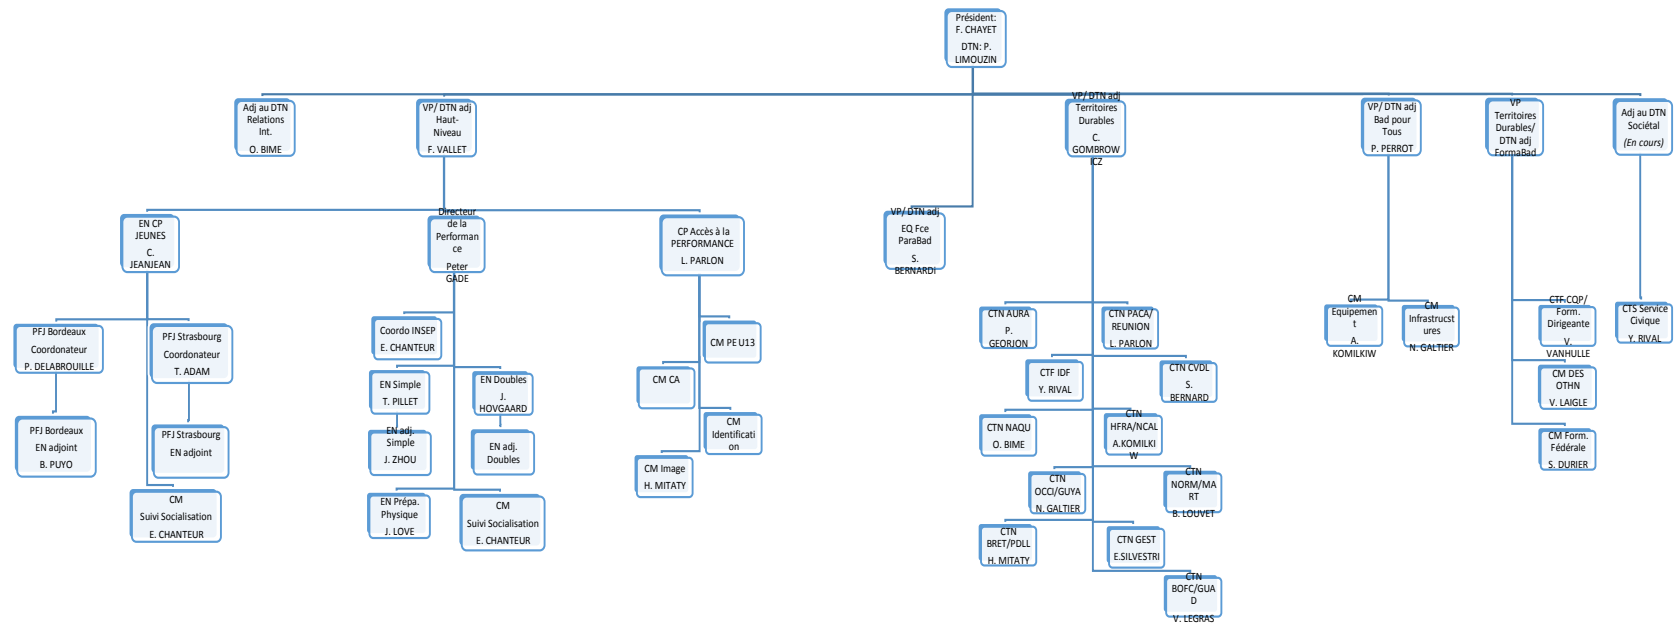 Président:
F. CHAYET
DTN: P.
LIMOUZIN
Adj au DTN
Relations
Int.
O. BIME
VP/ DTN adj
Haut-
Niveau
F. VALLET
VP/ DTN adj
Territoires
Durables
C.
GOMBROW
ICZ
VP/ DTN adj
Bad pour
Tous
P. PERROT
VP
Territoires
Durables/
DTN adj
FormaBad
Adj au DTN
Sociétal
(En cours)
EN CP
JEUNES
C.
JEANJEAN
Directeur
de la
Performan
ce
Peter
GADE
CP Accès à la
PERFORMANCE
L. PARLON
VP/ DTN adj
EQ Fce
ParaBad
S.
BERNARDI
PFJ Bordeaux
Coordonateur
P. DELABROUILLE
PFJ Strasbourg
Coordonateur
T. ADAM
PFJ Bordeaux
EN adjoint
B. PUYO
PFJ Strasbourg
EN adjoint
CM
Suivi Socialisation
E. CHANTEUR
Coordo INSEP
E. CHANTEUR
EN Simple
T. PILLET
EN Doubles
J.
HOVGAARD
EN adj.
Simple
J. ZHOU
EN adj.
Doubles
EN Prépa.
Physique
J. LOVE
CM
Suivi Socialisation
E. CHANTEUR
CM PE U13
CM CA
CM
Identificati
on
CM Image
H. MITATY
CTN AURA
P.
GEORJON
CTN PACA/
REUNION
L. PARLON
CTF IDF
Y. RIVAL
CTN CVDL
S.
BERNARD
CTN NAQU
O. BIME
CTN
HFRA/NCAL
A.KOMILKI
W
CTN
OCCI/GUYA
N. GALTIER
CTN
NORM/MA
RT
B. LOUVET
CTN
BRET/PDLL
H. MITATY
CTN GEST
E.SILVESTRI
CTN
BOFC/GUA
D
V. LEGRAS
CM
Equipemen
t
A.
KOMILKIW
CM
Infrastrucst
ures
N. GALTIER
CTF.CQP/
Form.
Dirigeante
V.
VANHULLE
CM DES
OTHN
V. LAIGLE
CM Form.
Fédérale
S. DURIER
CTS Service
Civique
Y. RIVAL